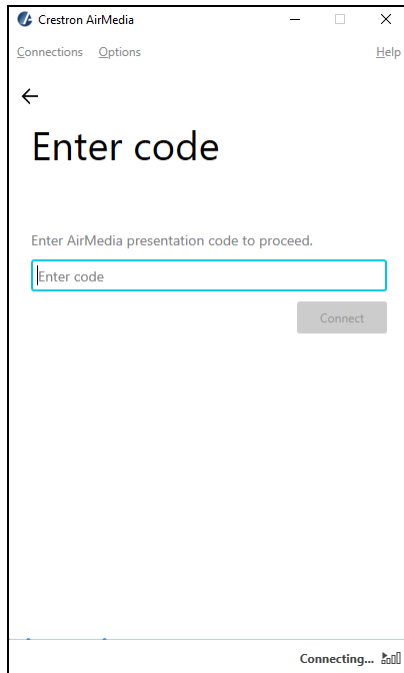 Crestron AirMedia
Connections Options Help
Enter code
Enter AirMedia presentation code to proceed.
Enter code
Connect
Connecting...